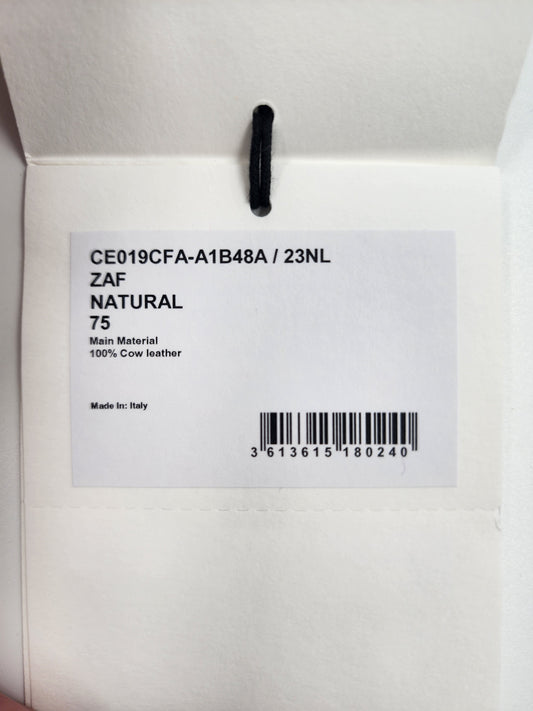 CE019CFA-A1B48A / 23NL
ZAF
NATURAL
75
Main Material
100% Cow leather
Made In: Italy
3 613615 180240